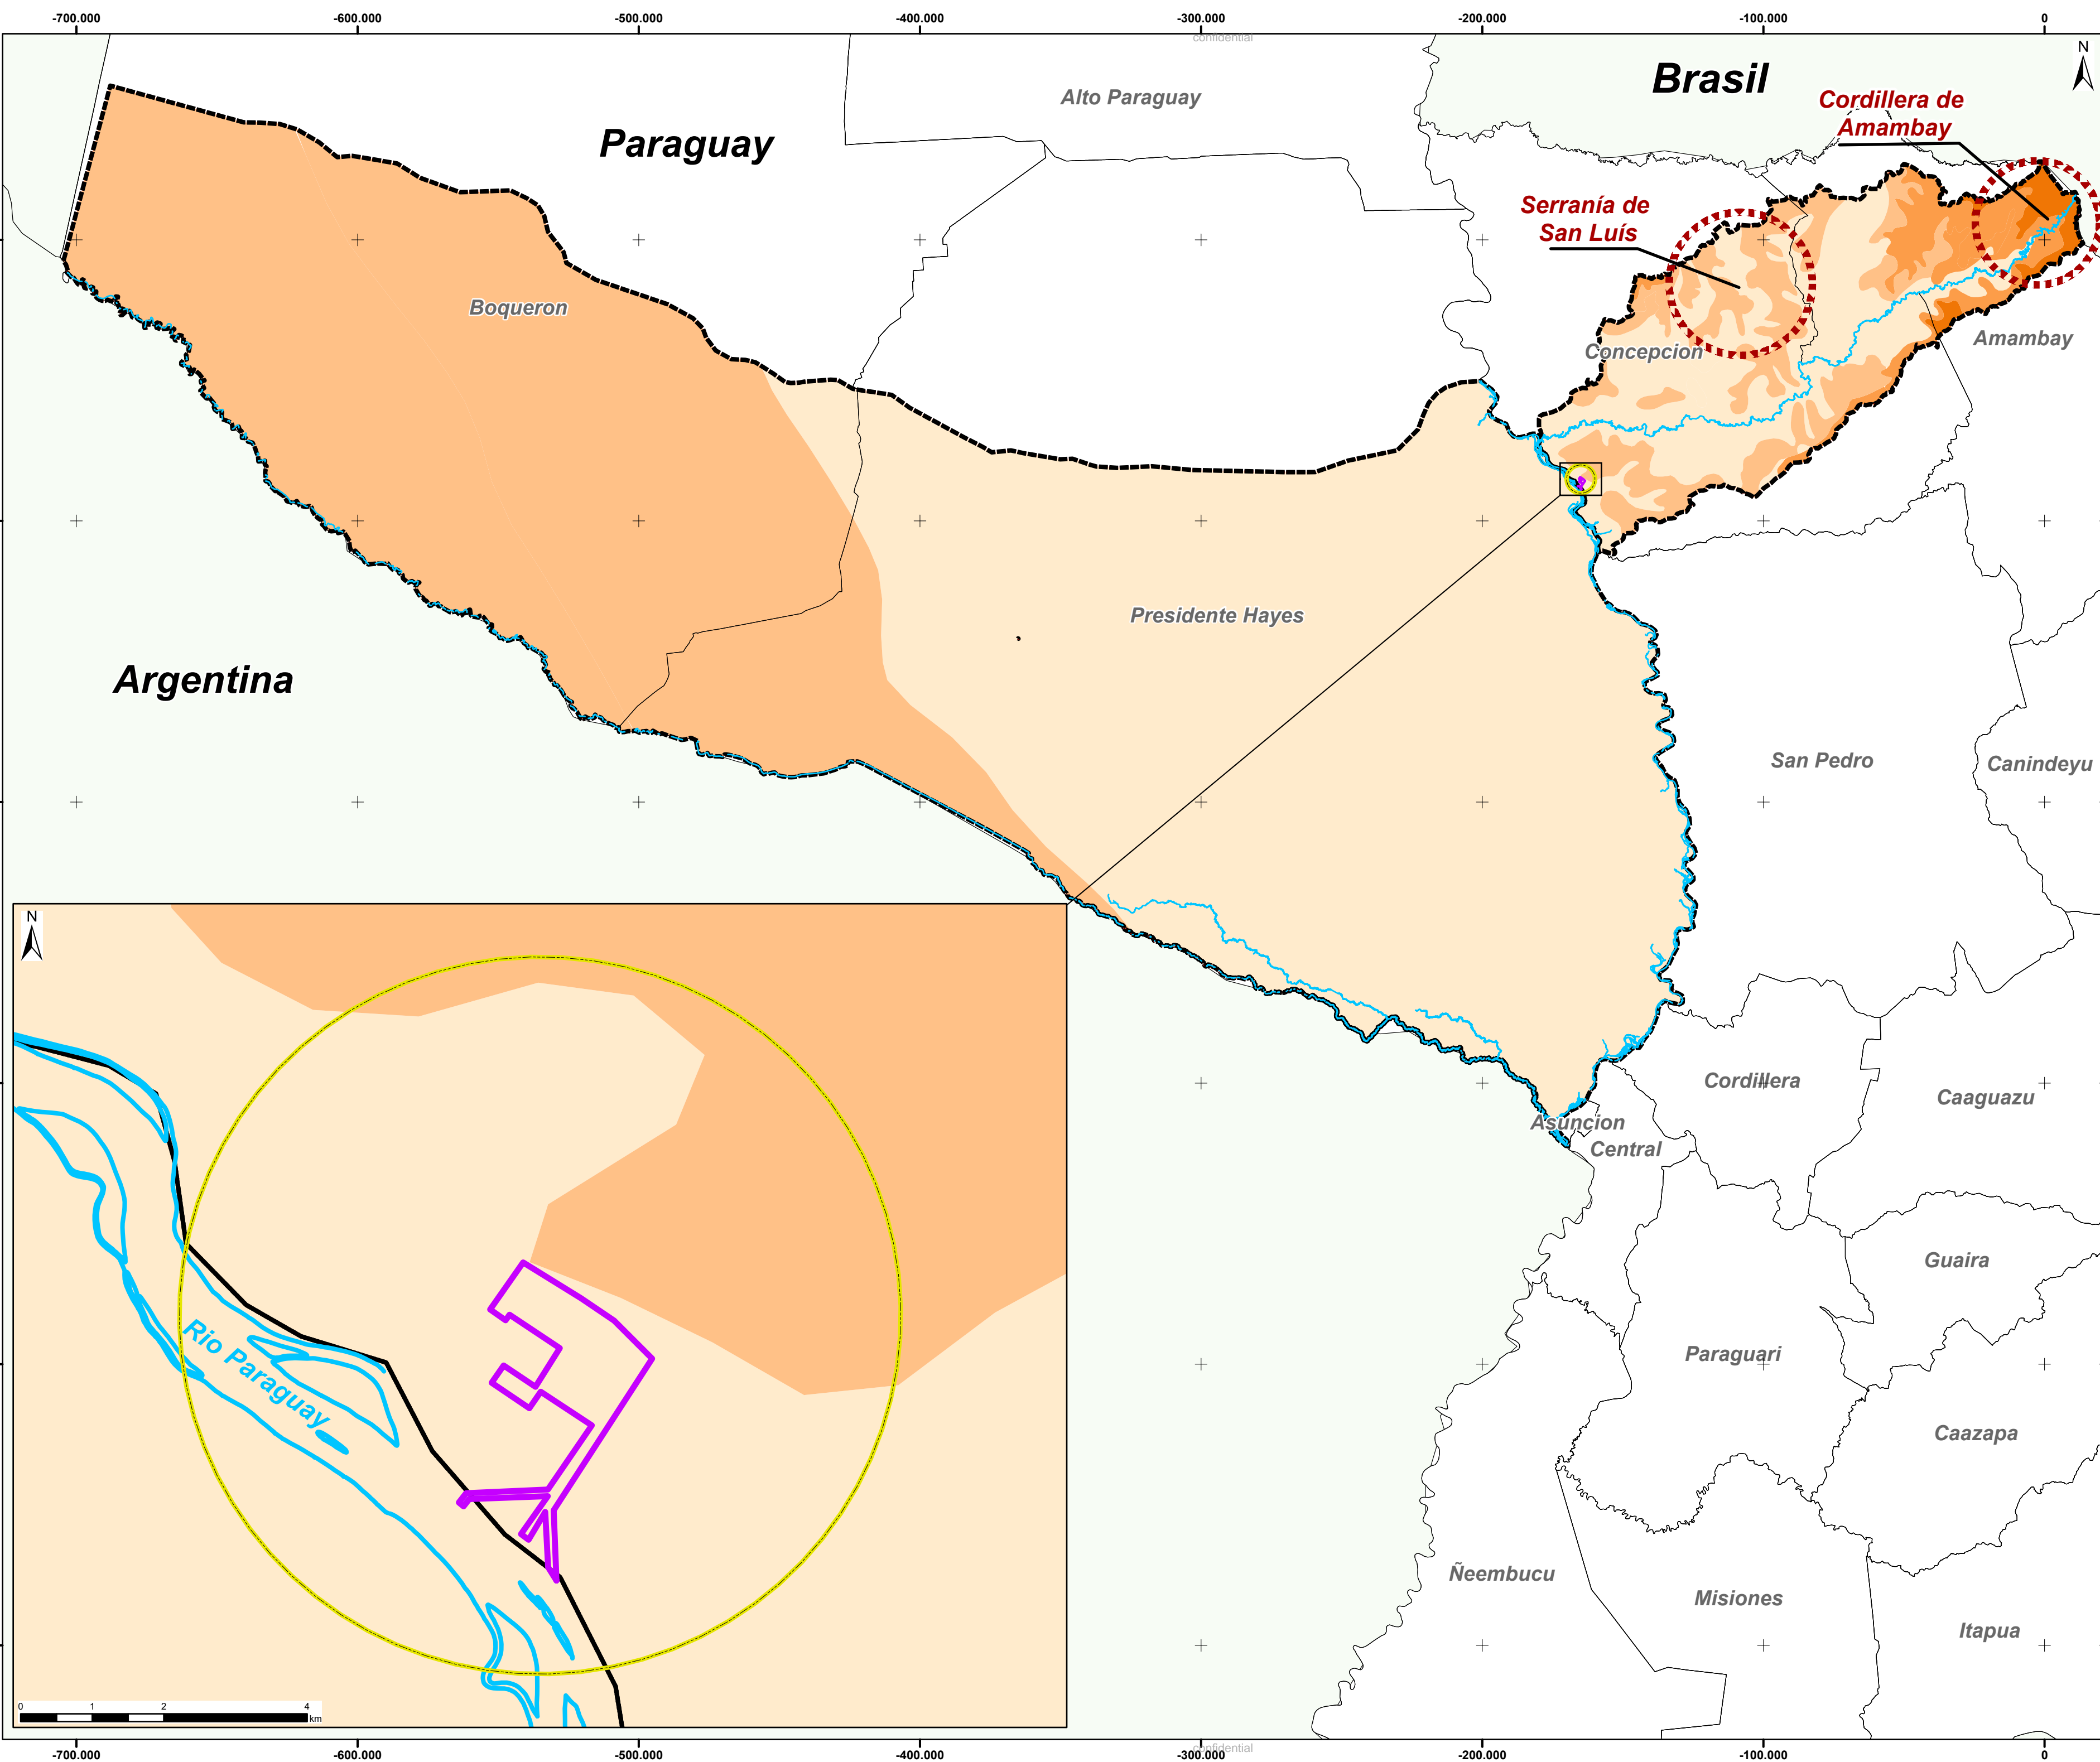 -700.000 -600.000 -500.000 -400.000 -300.000 -200.000 -100.000 0
confidential
N
Brasil
Alto Paraguay
Cordillera de
Amambay
Paraguay
Serranía de
San Luís
Boqueron
Concepcion
Amambay
Presidente Hayes
Argentina
San Pedro
Canindeyu
N
Cordillera
Caaguazu
Asuncion
Central
Guaira
Rio Paraguay
Paraguari
Caazapa
Ñeembucu
Misiones
Itapua
0 1 2 4
km
confidential
-700.000 -600.000 -500.000 -400.000 -300.000 -200.000 -100.000 0